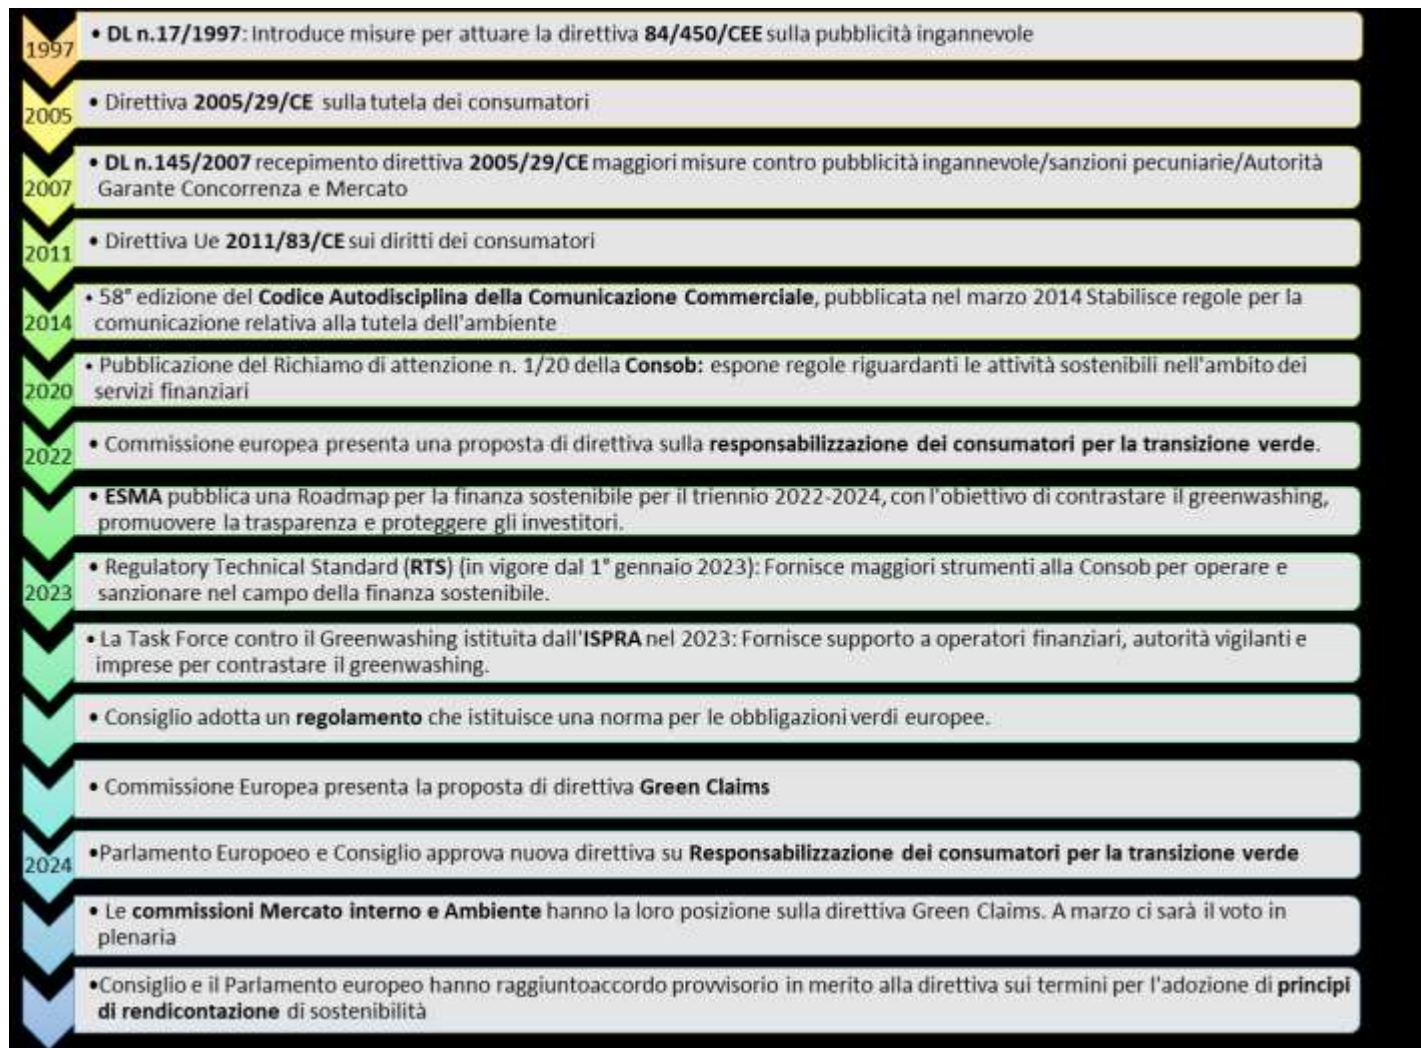 1997
• DL n.17/1997: Introduce misure per attuare la direttiva 84/450/CEE sulla pubblicità ingannevole
2005
• Direttiva 2005/29/CE sulla tutela dei consumatori
2007
• DL n.145/2007 recepimento direttiva 2005/29/CE maggiori misure contro pubblicità ingannevole/sanzioni pecuniarie/Autorità
Garante Concorrenza e Mercato
2011
• Direttiva Ue 2011/83/CE sui diritti dei consumatori
2014
• 58° edizione del Codice Autodisciplina della Comunicazione Commerciale, pubblicata nel marzo 2014 Stabilisce regole per la
comunicazione relativa alla tutela dell'ambiente
2020
• Pubblicazione del Richiamo di attenzione n. 1/20 della Consob: espone regole riguardanti le attività sostenibili nell'ambito dei
servizi finanziari
2022
• Commissione europea presenta una proposta di direttiva sulla responsabilizzazione dei consumatori per la transizione verde.
• ESMA pubblica una Roadmap per la finanza sostenibile per il triennio 2022-2024, con l'obiettivo di contrastare il greenwashing,
promuovere la trasparenza e proteggere gli investitori.
2023
• Regulatory Technical Standard (RTS) (in vigore dal 1° gennaio 2023): Fornisce maggiori strumenti alla Consob per operare e
sanzionare nel campo della finanza sostenibile.
• La Task Force contro il Greenwashing istituita dall'ISPRA nel 2023: Fornisce supporto a operatori finanziari, autorità vigilanti e
imprese per contrastare il greenwashing.
• Consiglio adotta un regolamento che istituisce una norma per le obbligazioni verdi europee.
• Commissione Europea presenta la proposta di direttiva Green Claims
2024
•Parlamento Europoeo e Consiglio approva nuova direttiva su Responsabilizzazione dei consumatori per la transizione verde
• Le commissioni Mercato interno e Ambiente hanno la loro posizione sulla direttiva Green Claims. A marzo ci sarà il voto in
plenaria
•Consiglio e il Parlamento europeo hanno raggiuntoaccordo provvisorio in merito alla direttiva sui termini per l'adozione di principi
di rendicontazione di sostenibilità